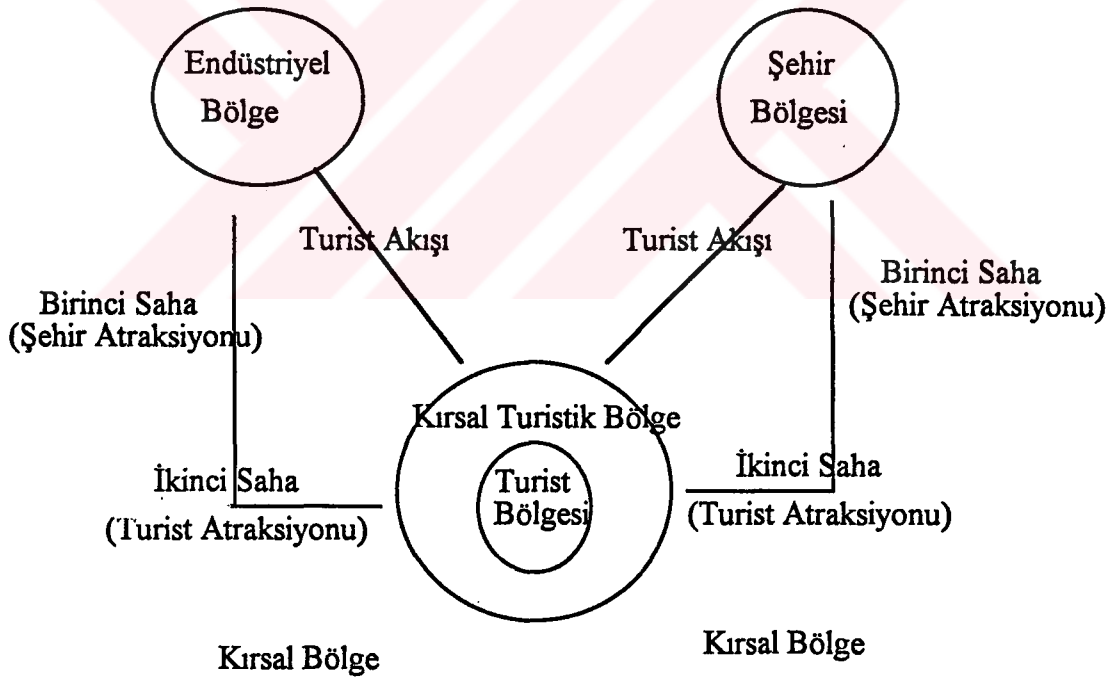 Endüstriyel
Bölge
Şehir
Bölgesi
Turist Akışı
Turist Akışı
Birinci Saha
(Şehir Atraksiyonu)
Birinci Saha
(Şehir Atraksiyonu)
Kırsal Turistik Bölge
Turist
Bölgesi
İkinci Saha
(Turist Atraksiyonu)
İkinci Saha
(Turist Atraksiyonu)
Kırsal Bölge
Kırsal Bölge